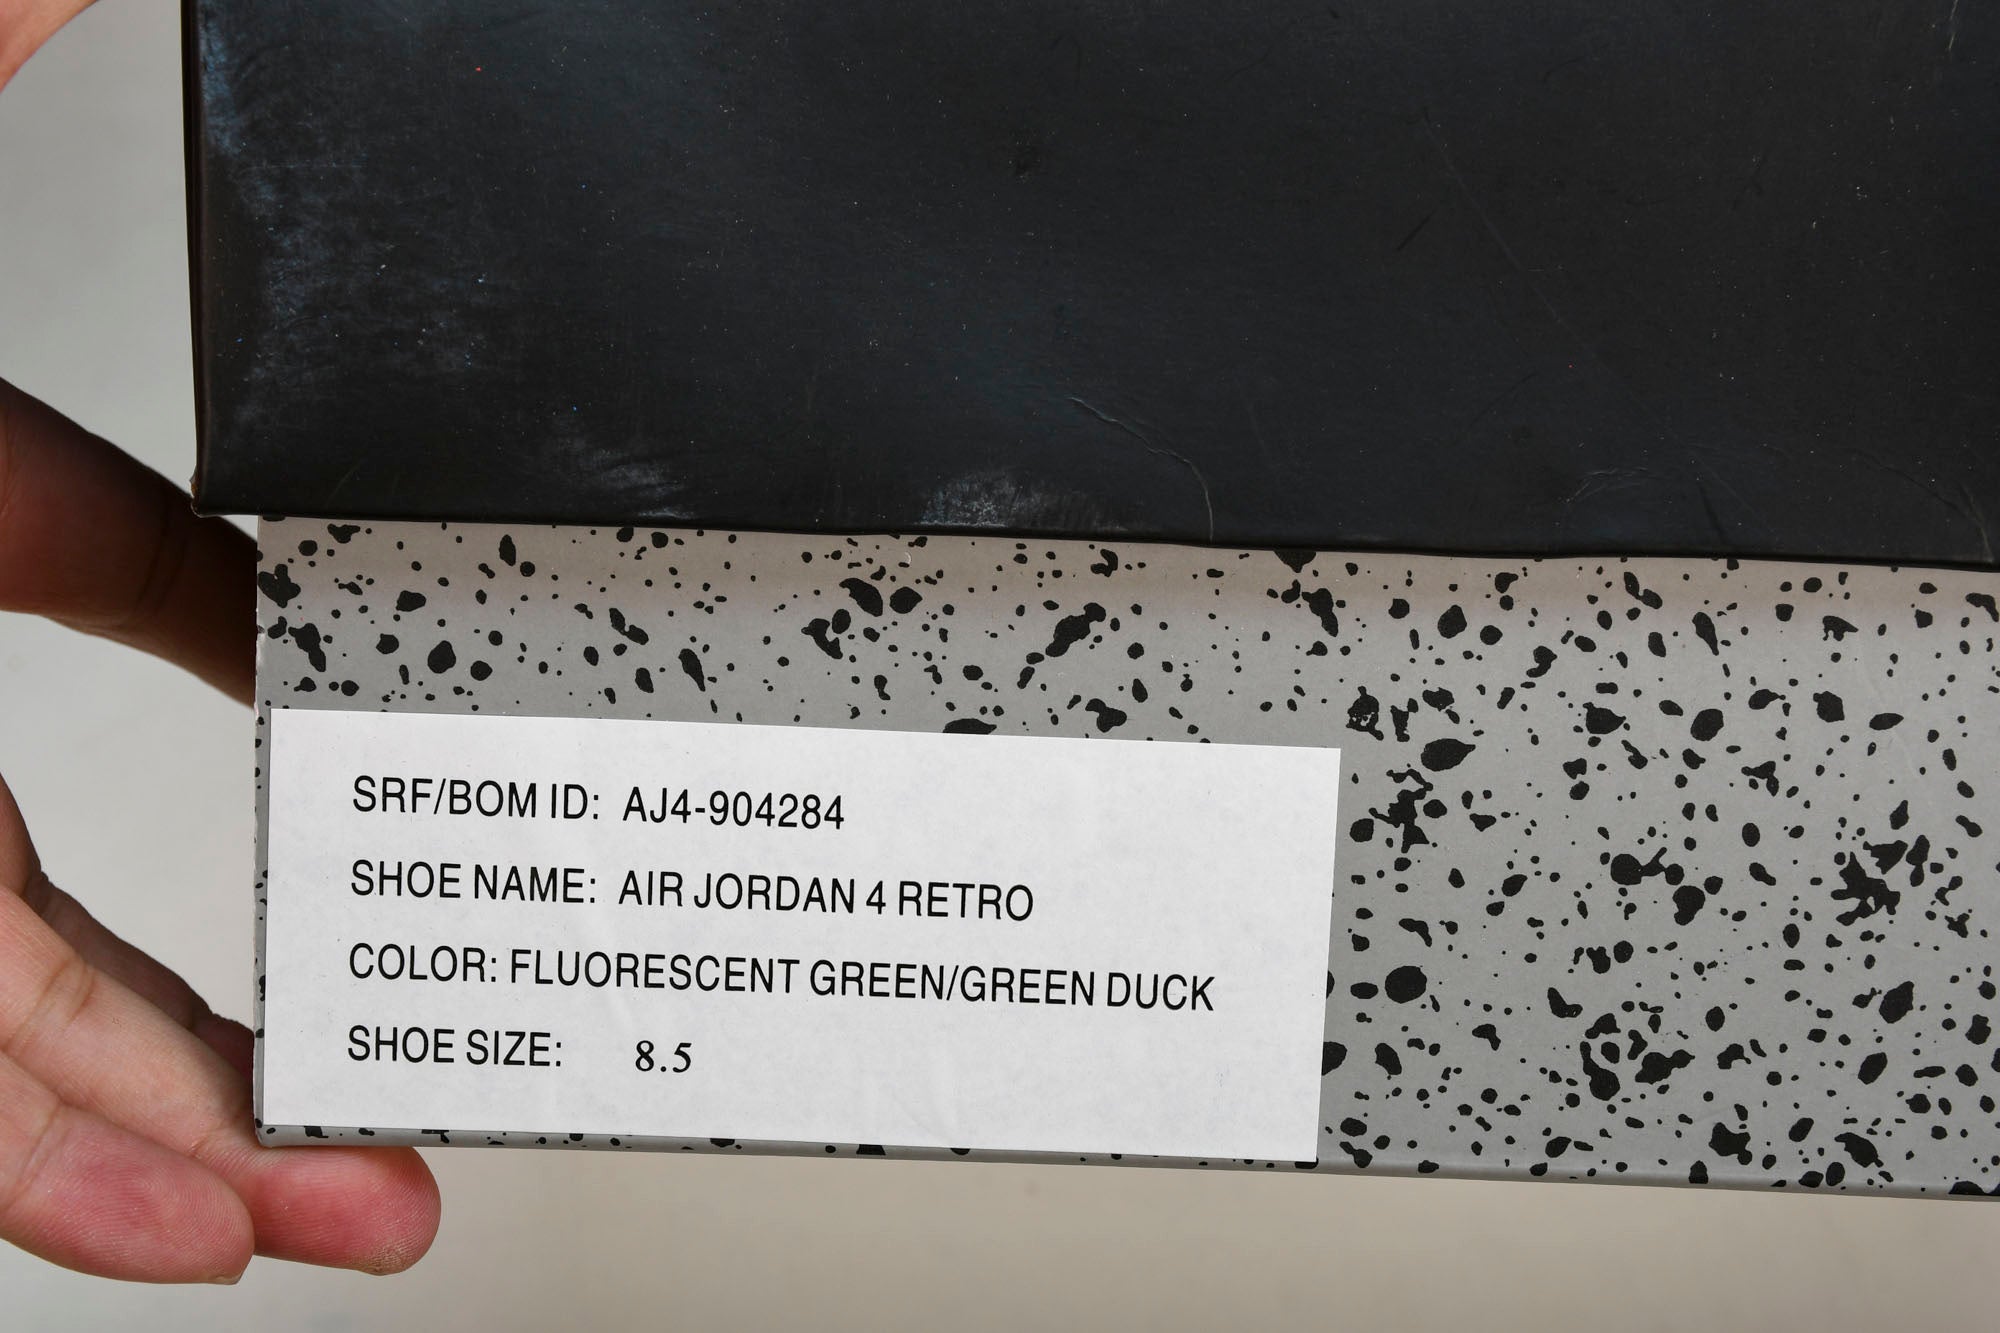 SRF/BOM ID: AJ4-904284
SHOE NAME: AIR JORDAN 4 RETRO
COLOR: FLUORESCENT GREEN/GREEN DUCK
SHOE SIZE: 8.5